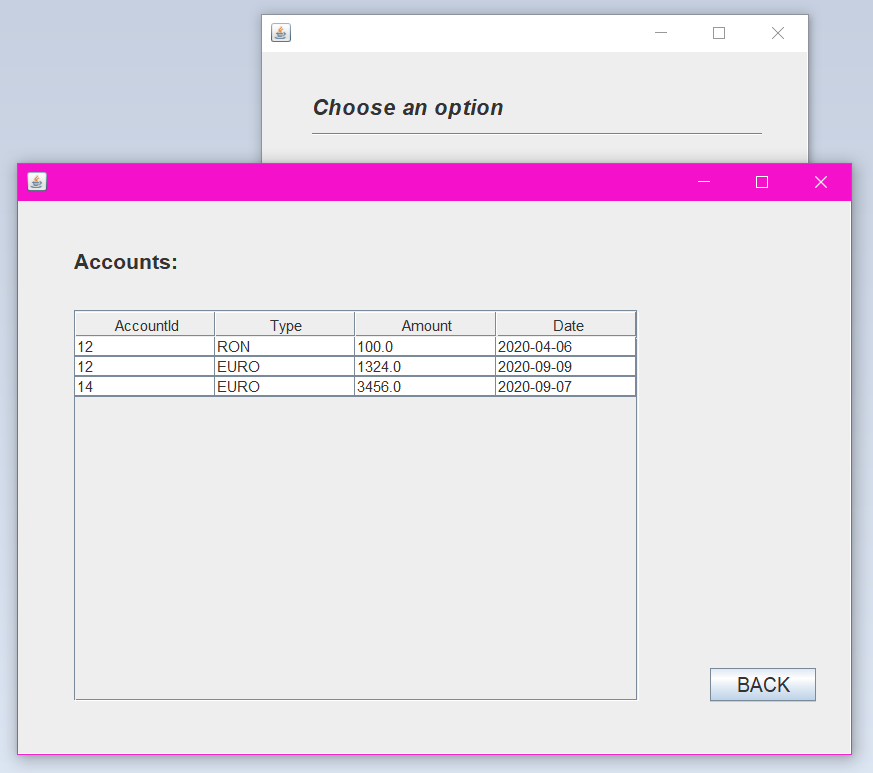 Choose an option
Accounts:
AccountId Type Amount Date
12 RON 100.0 2020-04-06
12 EURO 1324.0 2020-09-09
14 EURO 3456.0 2020-09-07
BACK